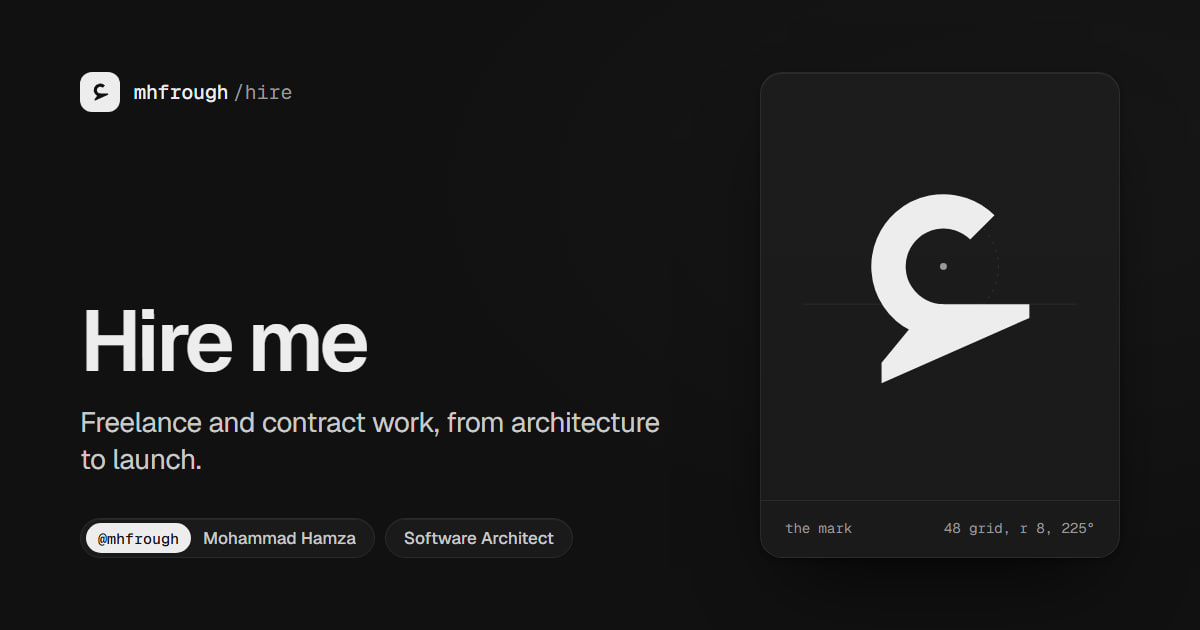 mhfrough /hire
Hire me
Freelance and contract work, from architecture
to launch.
@mhfrough Mohammad Hamza
Software Architect
the mark
48 grid, r 8, 225°